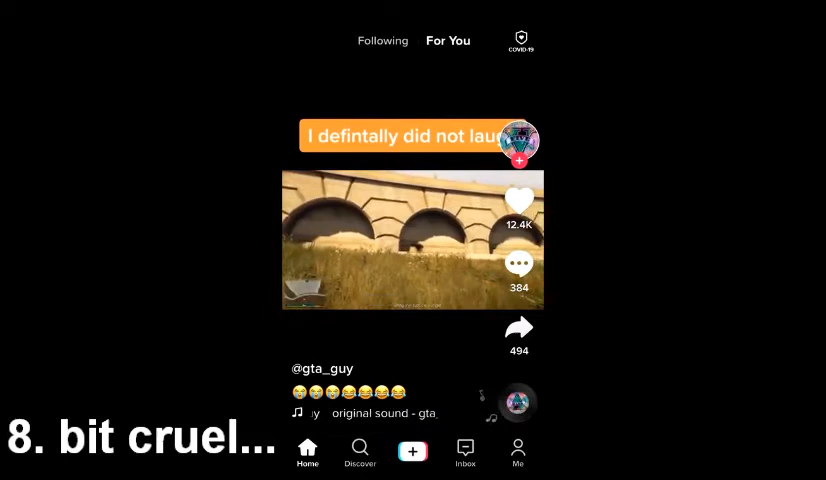 Following For You
COVID-19
I defintally did not lau
12.4K
384
494
@gta_guy
😭😭😭😂😂😂😂
y original sound - gta_
8. bit cruel...
Home Discover Inbox Me